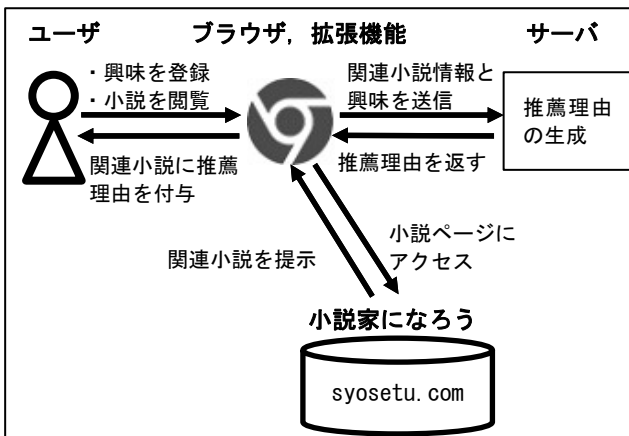 ユーザ
ブラウザ, 拡張機能
サーバ
・興味を登録
・小説を閲覧
関連小説情報と
興味を送信
推薦理由
の生成
関連小説に推薦
理由を付与
推薦理由を返す
関連小説を提示
小説ページに
アクセス
小説家になろう
syosetu.com